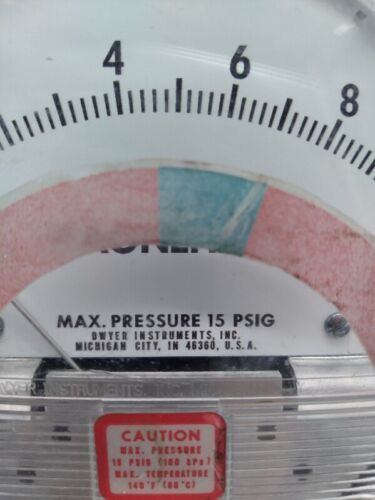 4 6 8
MAX. PRESSURE 15 PSIG
DWYER INSTRUMENTS, INC.
MICHIGAN CITY, IN 46360, U.S.A.
INSTRUMENTS
CAUTION
MAX. PRESSURE
15 PSIG (100 kPa)
MAX. TEMPERATURE
140°F (60°C)